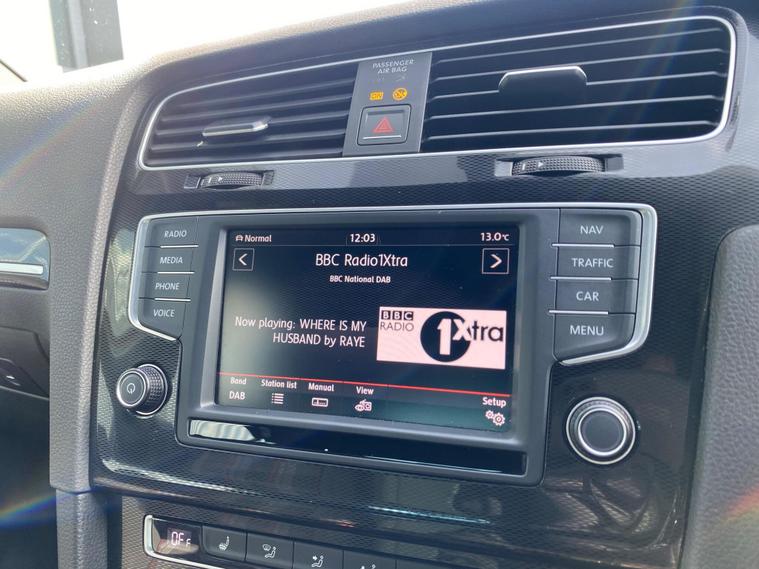 PASSENGER
AIR BAG
ON
RADIO
MEDIA
PHONE
VOICE
Normal 12:03 13.0°C
< BBC Radio1Xtra >
BBC National DAB
Now playing: WHERE IS MY
HUSBAND by RAYE
BBC
RADIO
1Xtra
Band Station list Manual View Setup
DAB
NAV
TRAFFIC
CAR
MENU
OFF